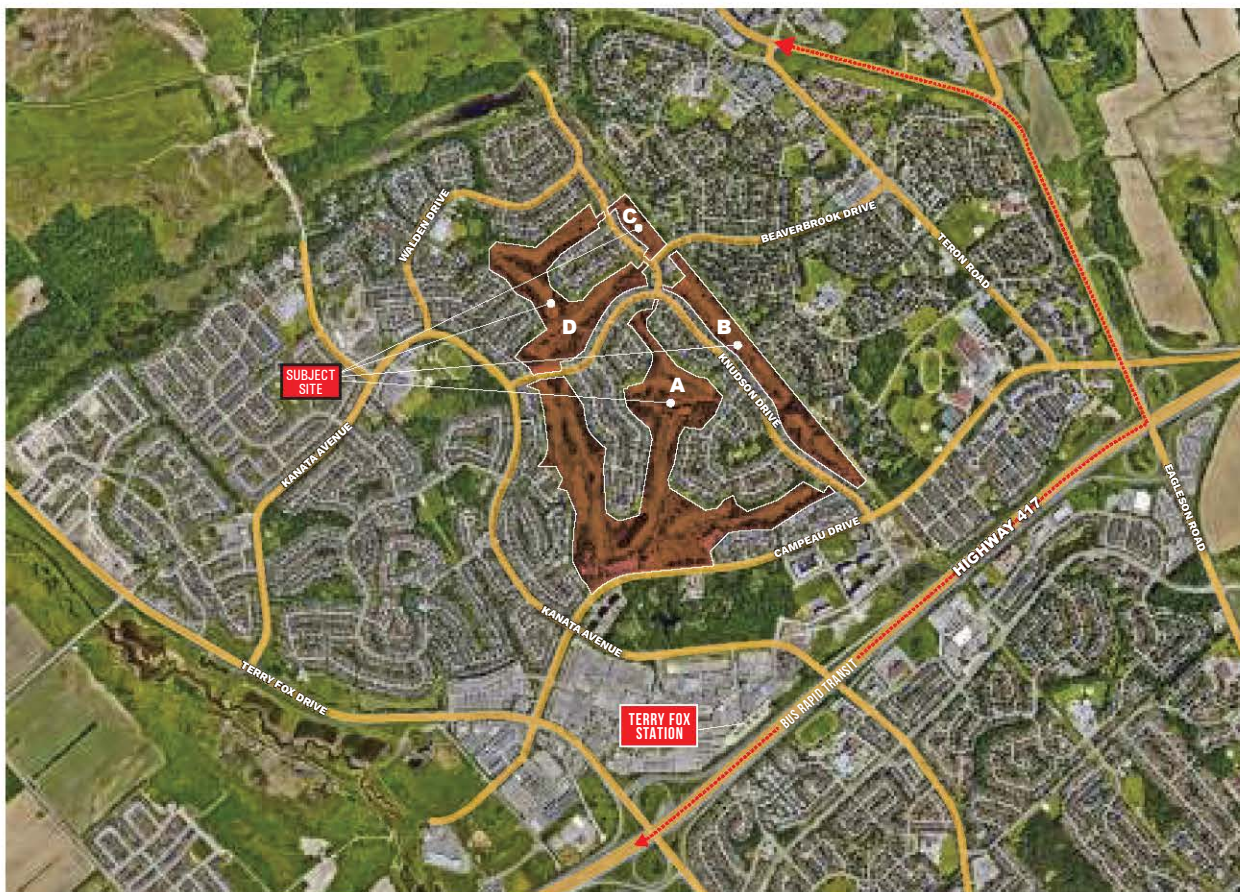 C
BEAVERBROOK DRIVE
WALDEN DRIVE
TERON ROAD
D
B
KNUDSON DRIVE
SUBJECT
SITE
A
KANATA AVENUE
CAMPEAU DRIVE
HIGHWAY 417
EAGLESON ROAD
KANATA AVENUE
TERRY FOX DRIVE
BUS RAPID TRANSIT
TERRY FOX
STATION